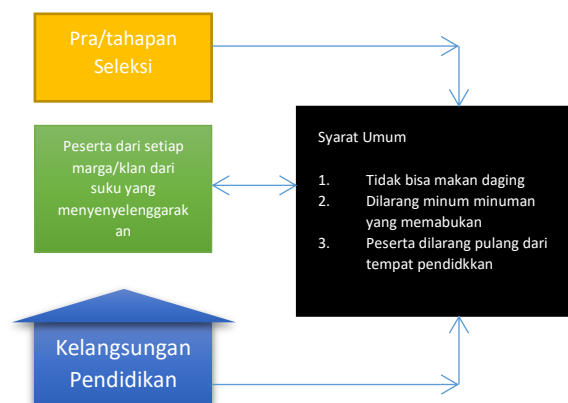 Pra/tahapan
Seleksi
Peserta dari setiap
marga/klan dari
suku yang
menyenyelenggarak
an
Syarat Umum
1. Tidak bisa makan daging
2. Dilarang minum minuman
yang memabukan
3. Peserta dilarang pulang dari
tempat pendidkkan
Kelangsungan
Pendidikan